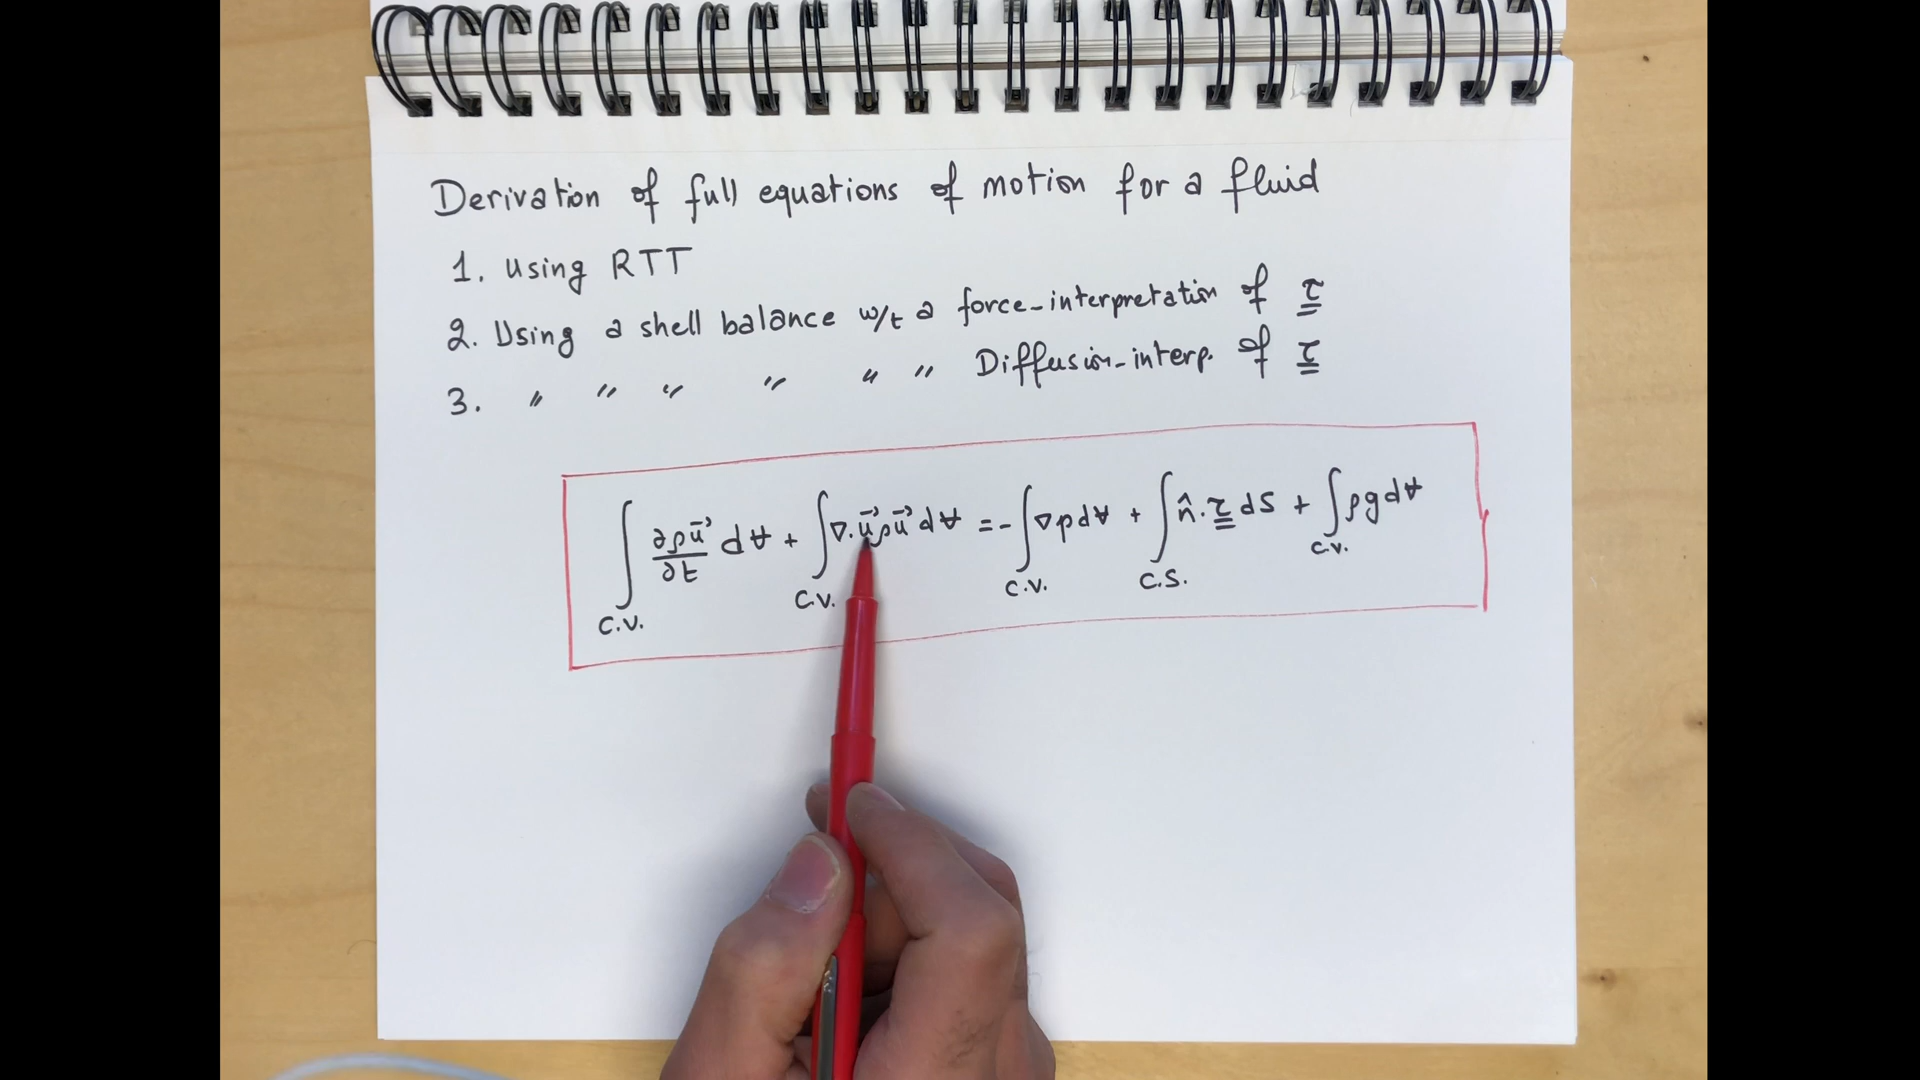 Derivation of full equations of motion for a fluid
1. Using RTT
2. Using a shell balance w/t a force-interpretation of τ̳
3. " " " " " " Diffusion-interp. of τ̳
∫_{C.V.} ∂ρu⃗/∂t d∀ + ∫_{C.V.} ∇·u⃗ρu⃗ d∀ = -∫_{C.V.} ∇p d∀ + ∫_{C.S.} n̂·τ̳ dS + ∫_{C.V.} ρg d∀